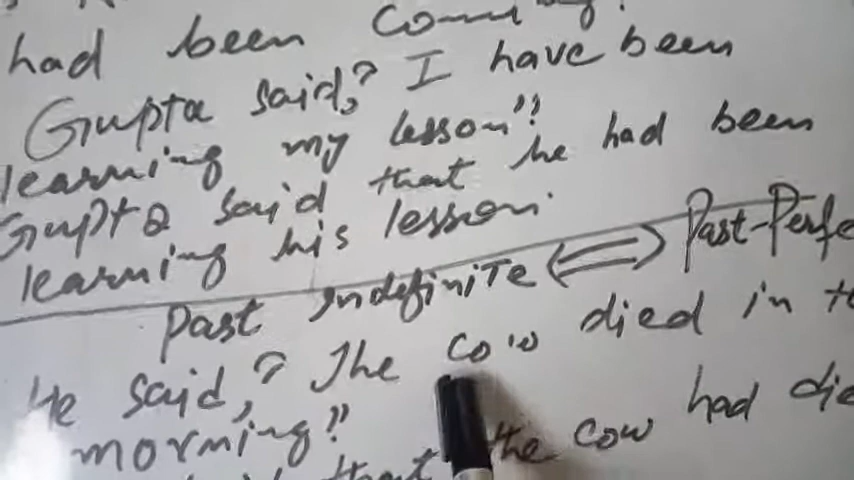 had been
Gupta said, "I have been
learning my lesson"!
Gupta said that he had been
learning his lesson.
Past indefinite ⟺ Past-Perfe
He said, "The cow died in th
morning"
that the cow had die